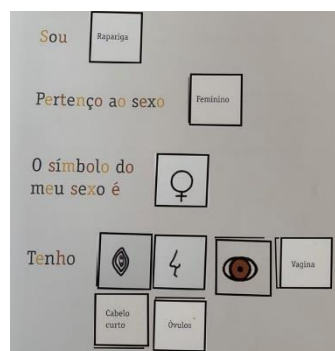 Sou Rapariga
Pertenço ao sexo Feminino
O símbolo do
meu sexo é
Tenho Vagina
Cabelo
curto
Óvulos